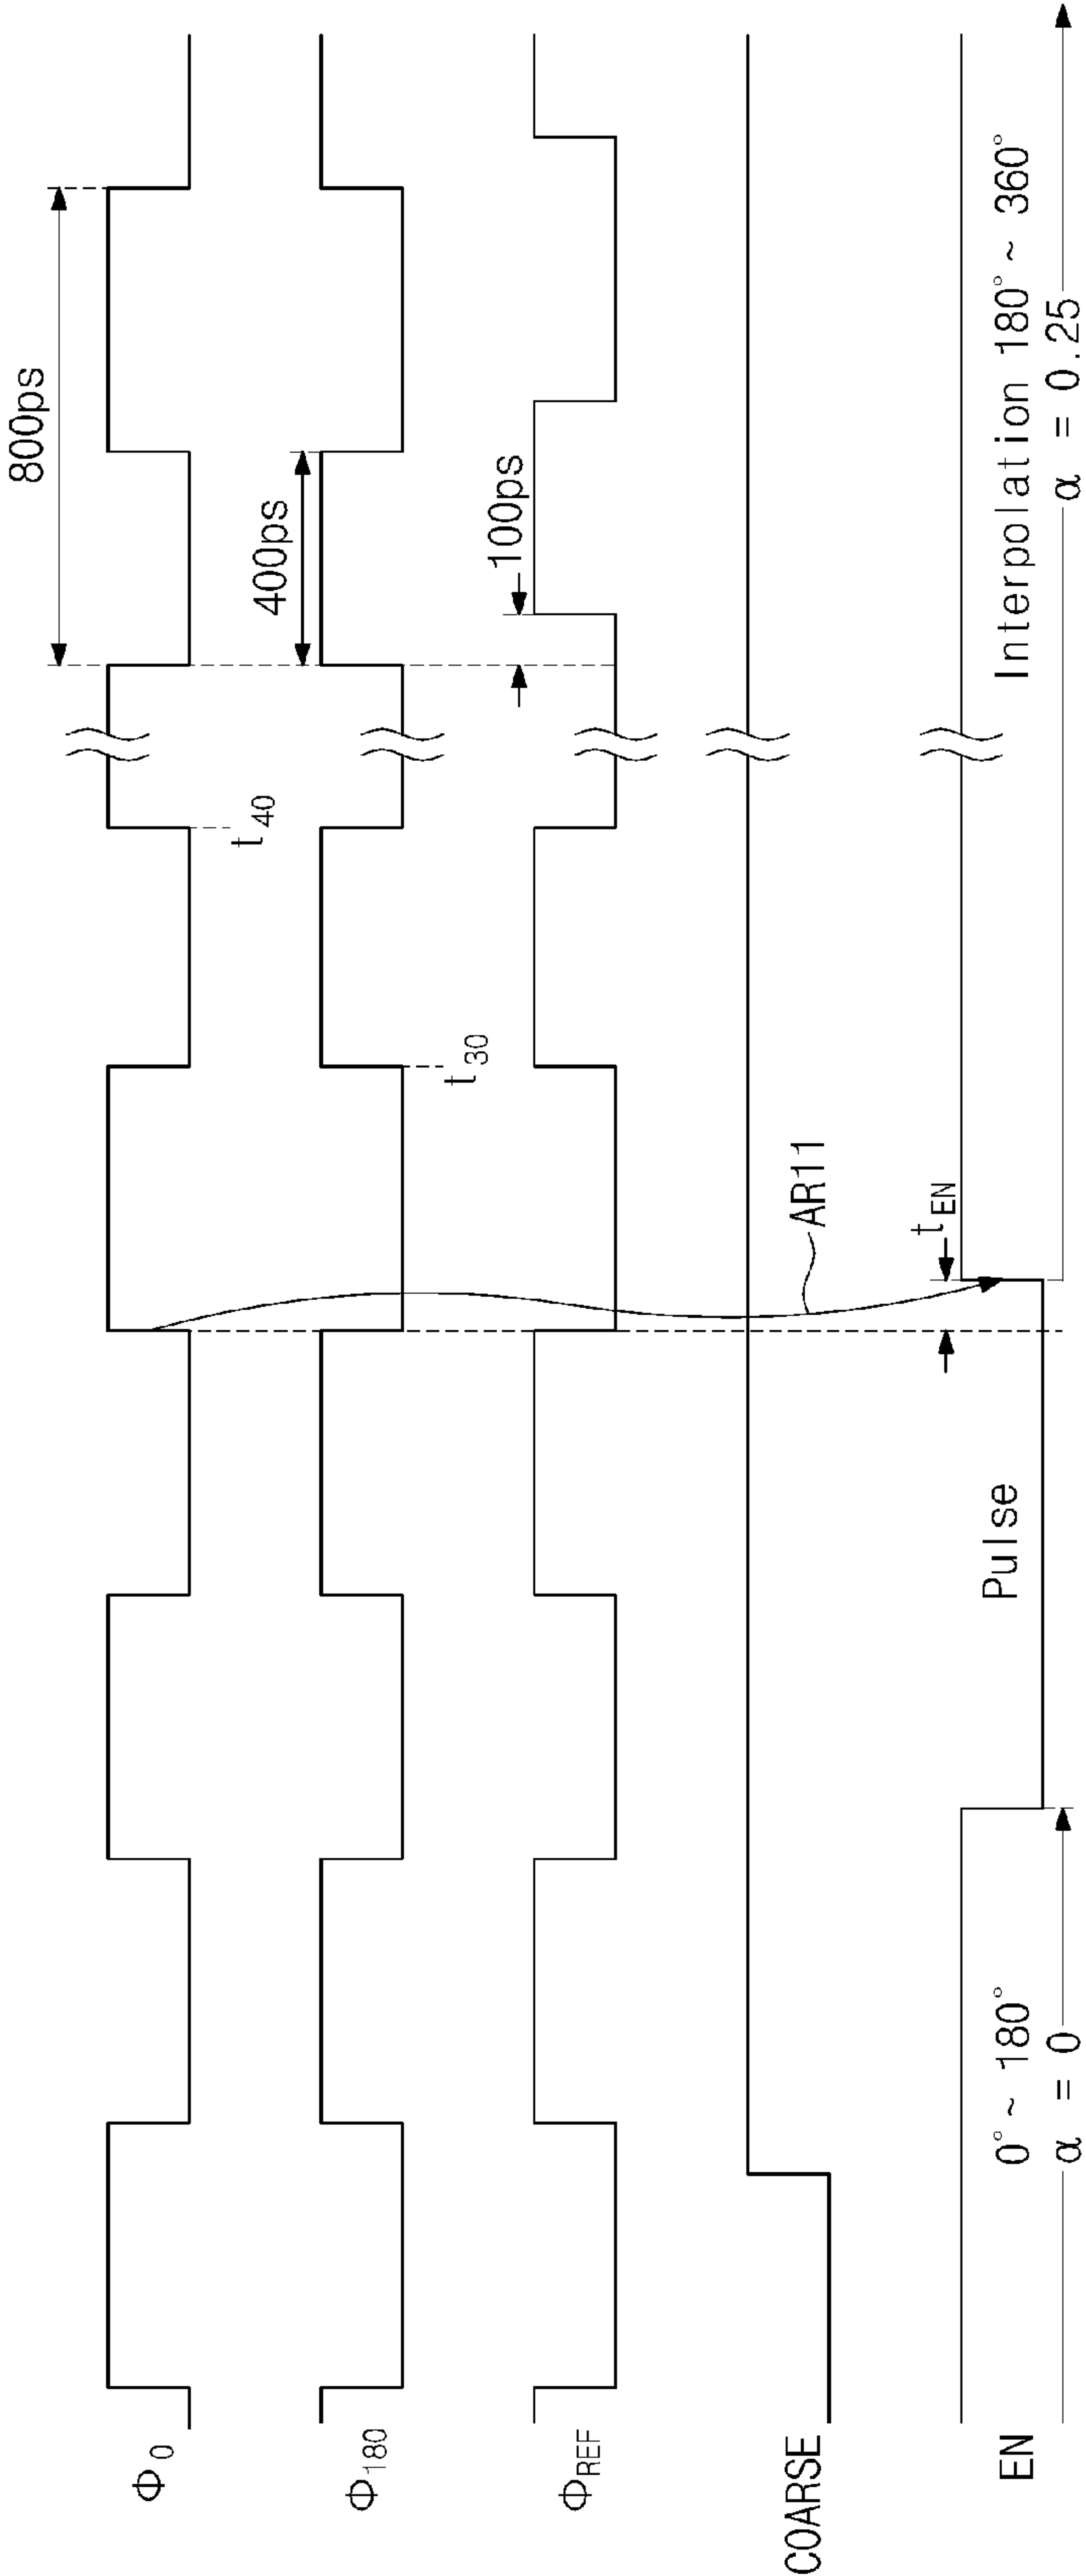 Φ0
800ps
t40
Φ180
400ps
t30
ΦREF
100ps
COARSE
AR11
EN
tEN
0°~ 180°
α = 0
Pulse
Interpolation 180°~ 360°
α = 0.25